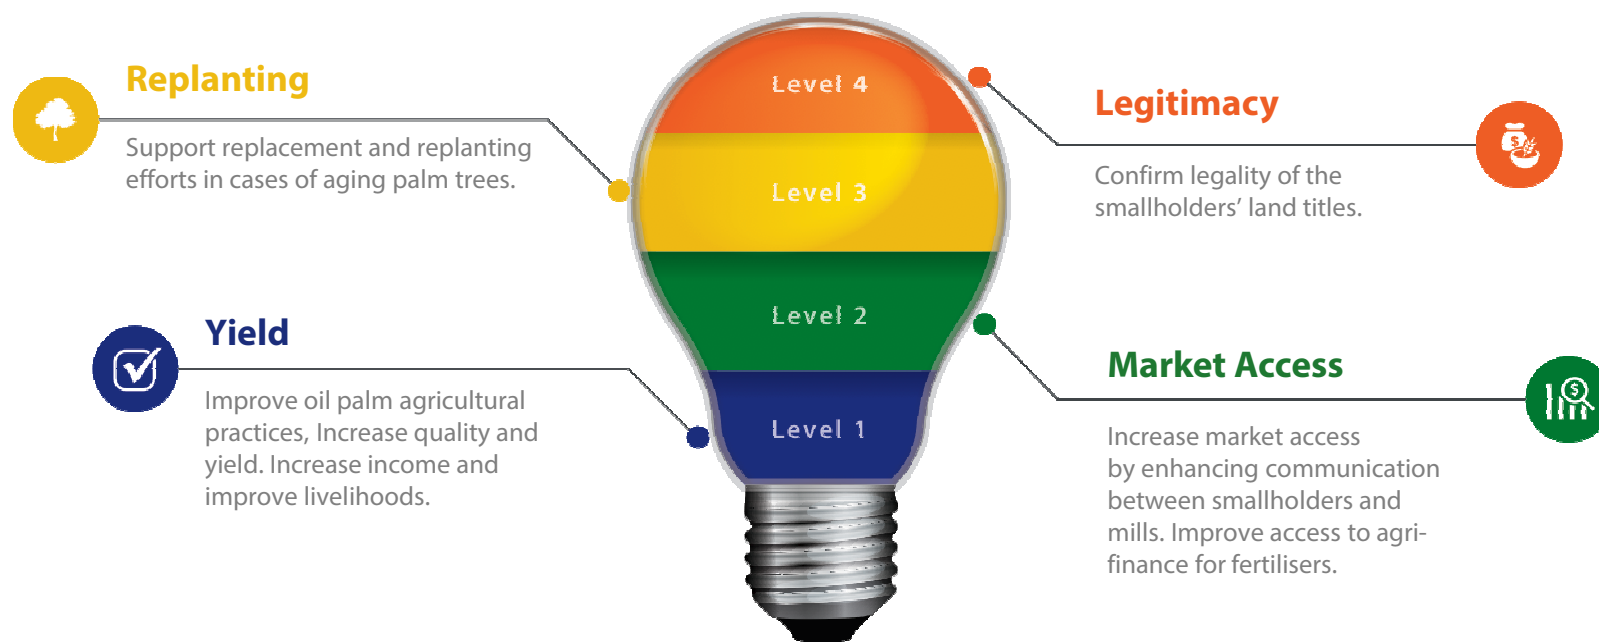 Replanting
Support replacement and replanting
efforts in cases of aging palm trees.
Yield
Improve oil palm agricultural
practices, Increase quality and
yield. Increase income and
improve livelihoods.
Level 4
Level 3
Level 2
Level 1
Legitimacy
Confirm legality of the
smallholders’ land titles.
Market Access
Increase market access
by enhancing communication
between smallholders and
mills. Improve access to agri-
finance for fertilisers.
$
$